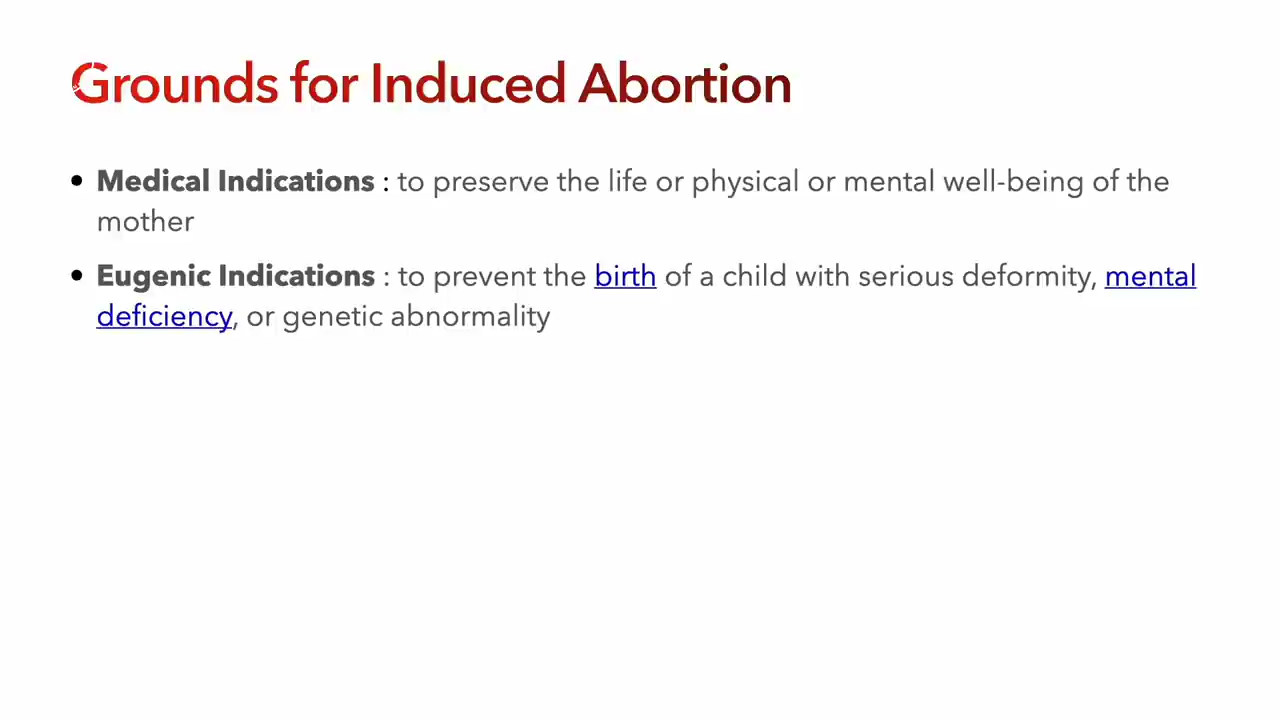 Grounds for Induced Abortion
• Medical Indications : to preserve the life or physical or mental well-being of the
mother
• Eugenic Indications : to prevent the birth of a child with serious deformity, mental
deficiency, or genetic abnormality